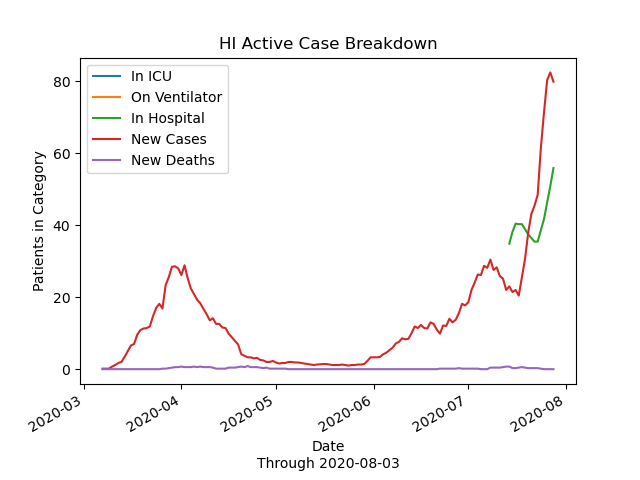 HI Active Case Breakdown
In ICU
On Ventilator
In Hospital
New Cases
New Deaths
Patients in Category
80
60
40
20
0
2020-03
2020-04
2020-05
2020-06
2020-07
2020-08
Date
Through 2020-08-03